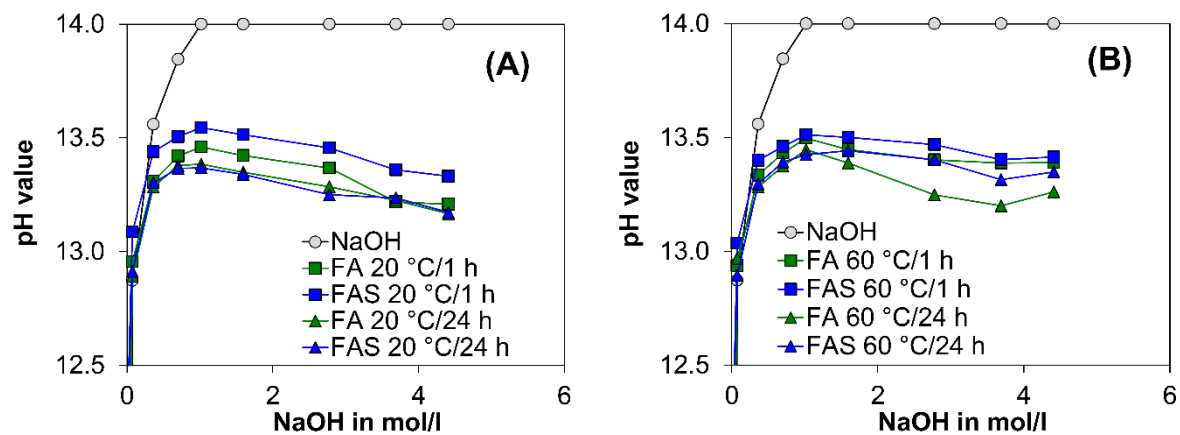 14.0
13.5
13.0
12.5
pH value
(A)
NaOH
FA 20 °C/1 h
FAS 20 °C/1 h
FA 20 °C/24 h
FAS 20 °C/24 h
0
2
4
6
NaOH in mol/l
14.0
13.5
13.0
12.5
pH value
(B)
NaOH
FA 60 °C/1 h
FAS 60 °C/1 h
FA 60 °C/24 h
FAS 60 °C/24 h
0
2
4
6
NaOH in mol/l